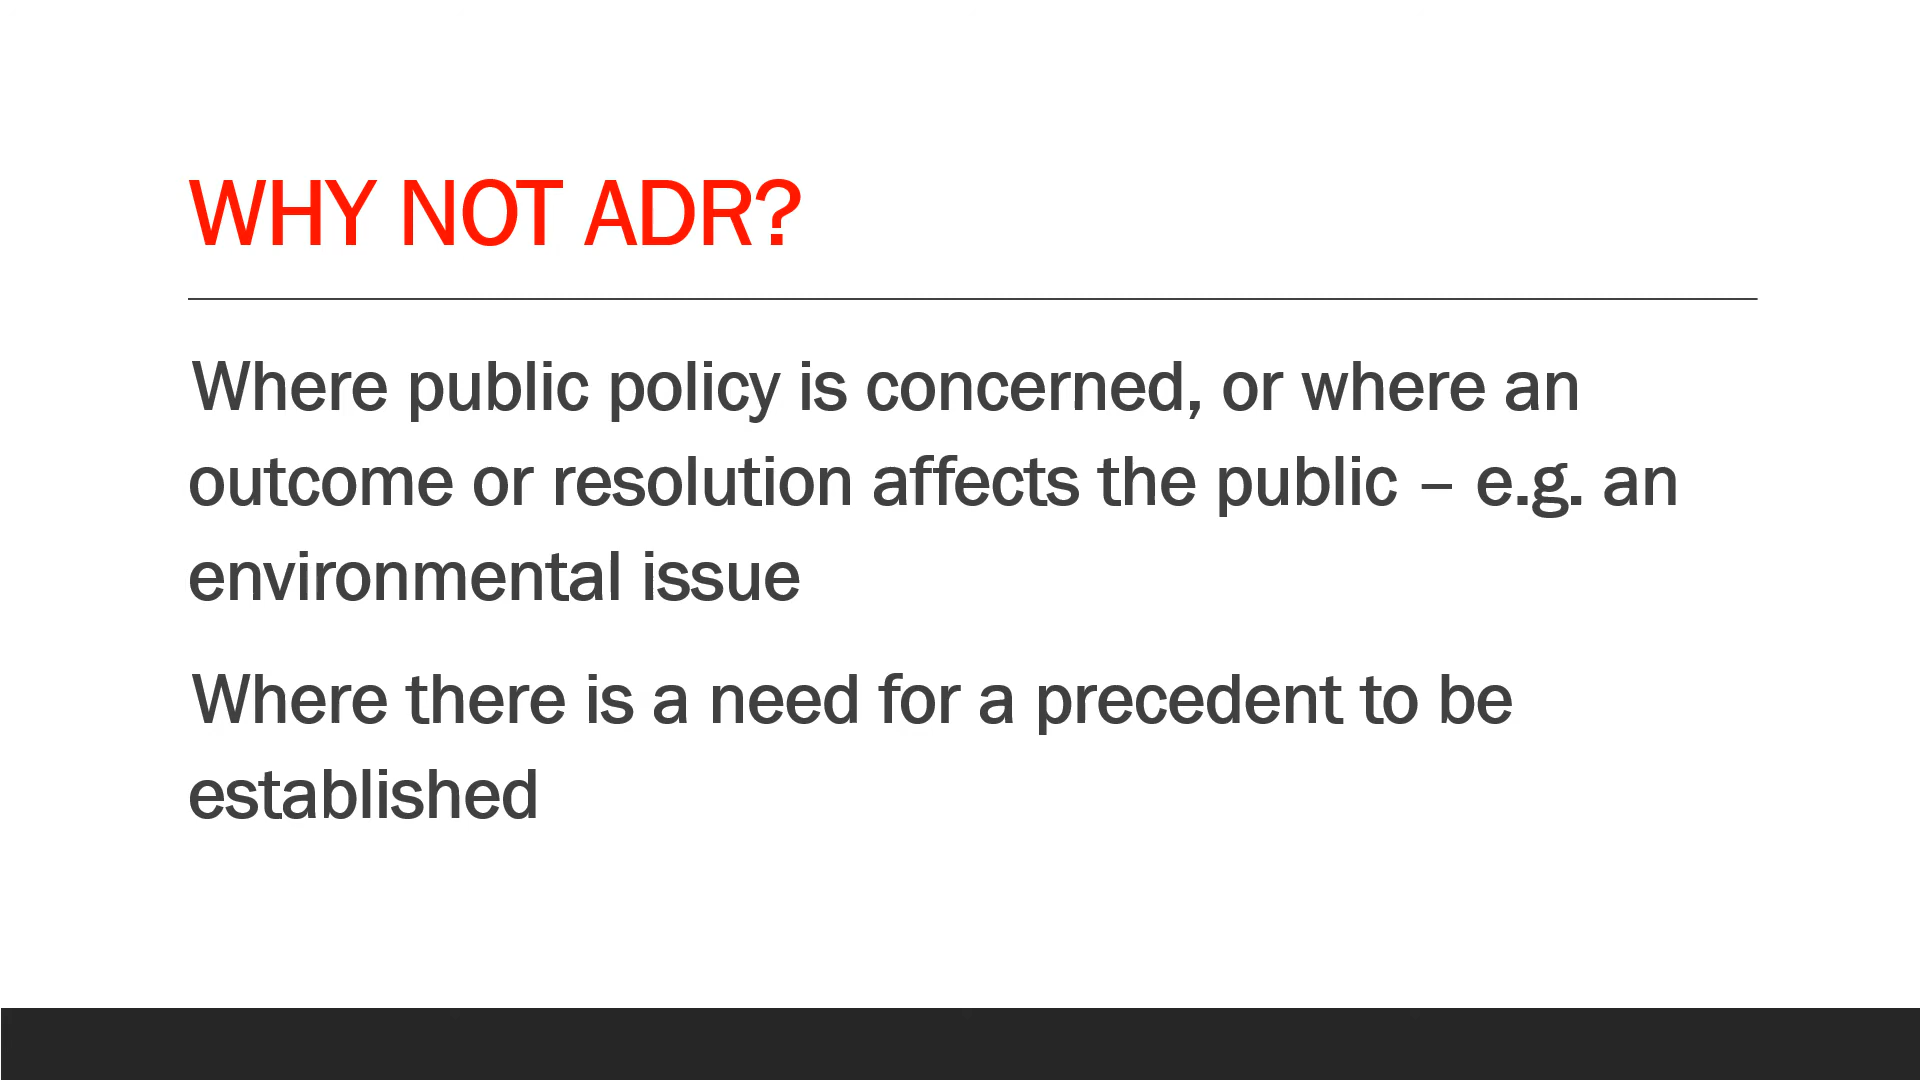 WHY NOT ADR?
Where public policy is concerned, or where an
outcome or resolution affects the public – e.g. an
environmental issue
Where there is a need for a precedent to be
established